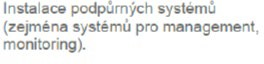 Instalace podpůrných systémů
(zejména systémů pro management,
monitoring).